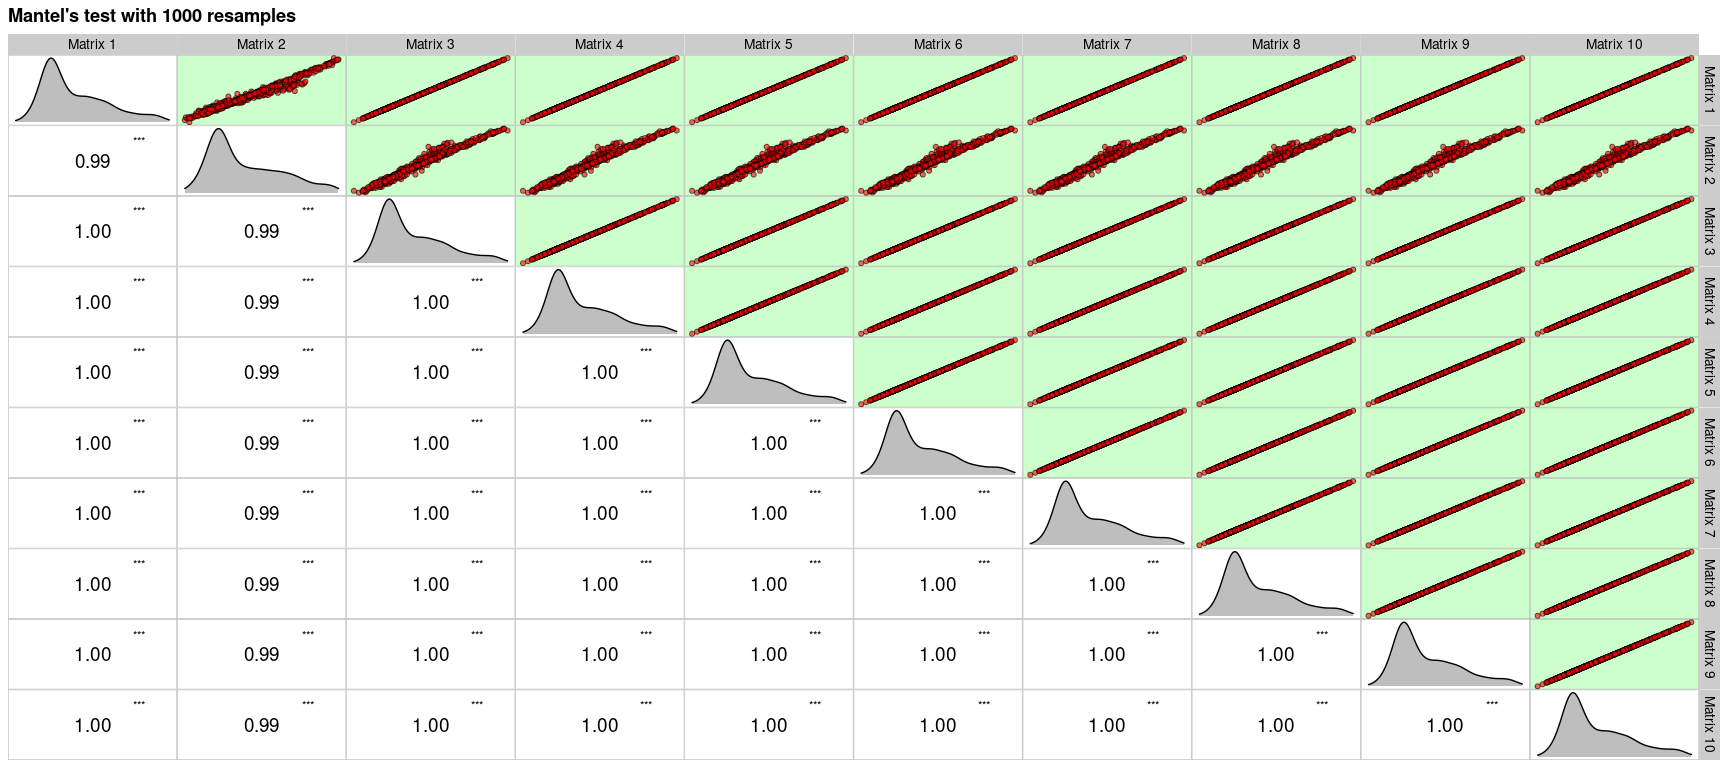 Mantel's test with 1000 resamples
Matrix 1 Matrix 2 Matrix 3 Matrix 4 Matrix 5 Matrix 6 Matrix 7 Matrix 8 Matrix 9 Matrix 10
Matrix 1
*** 
0.99
Matrix 2
*** ***
1.00 0.99
Matrix 3
*** *** ***
1.00 0.99 1.00
Matrix 4
*** *** *** ***
1.00 0.99 1.00 1.00
Matrix 5
*** *** *** *** ***
1.00 0.99 1.00 1.00 1.00
Matrix 6
*** *** *** *** *** ***
1.00 0.99 1.00 1.00 1.00 1.00
Matrix 7
*** *** *** *** *** *** ***
1.00 0.99 1.00 1.00 1.00 1.00 1.00
Matrix 8
*** *** *** *** *** *** *** ***
1.00 0.99 1.00 1.00 1.00 1.00 1.00 1.00
Matrix 9
*** *** *** *** *** *** *** *** ***
1.00 0.99 1.00 1.00 1.00 1.00 1.00 1.00 1.00
Matrix 10